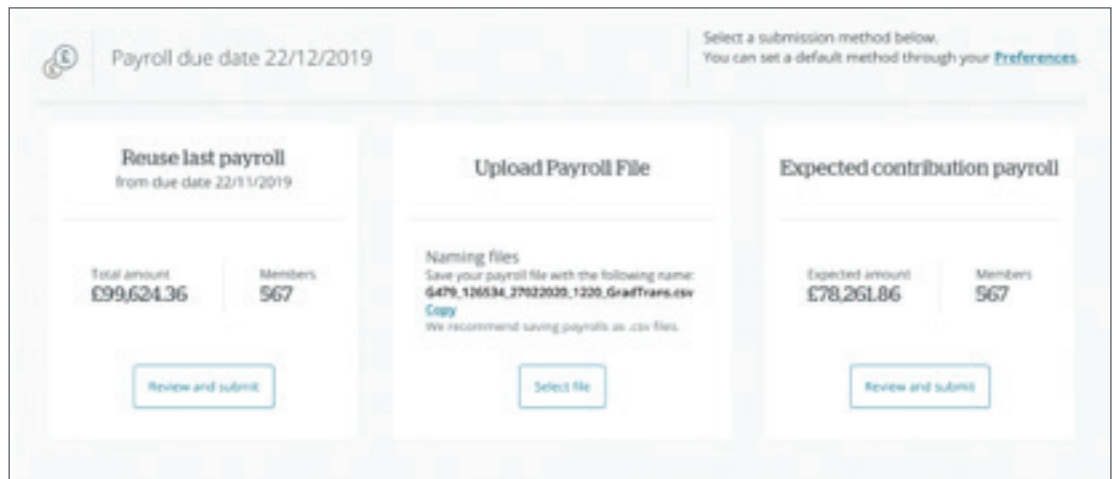 Payroll due date 22/12/2019
Select a submission method below.
You can set a default method through your Preferences.
Reuse last payroll
from due date 22/11/2019
Total amount
£99,624.36
Members
567
Review and submit
Upload Payroll File
Naming files
Save your payroll file with the following name:
G479_126534_27022020_1220_GradTrans.csv
Copy
We recommend saving payrolls as .csv files.
Select file
Expected contribution payroll
Expected amount
£78,261.86
Members
567
Review and submit